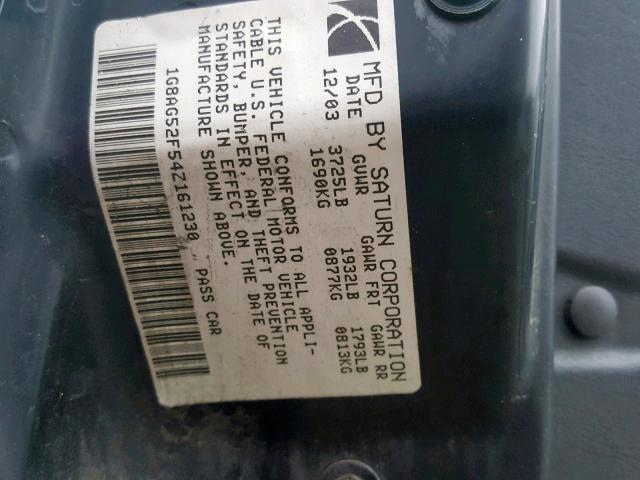 MFD BY SATURN CORPORATION
DATE GVWR GAWR FRT GAWR RR
12/03 3725LB 1932LB 1793LB
1690KG 0877KG 0813KG
THIS VEHICLE CONFORMS TO ALL APPLI-
CABLE U.S. FEDERAL MOTOR VEHICLE
SAFETY, BUMPER, AND THEFT PREVENTION
STANDARDS IN EFFECT ON THE DATE OF
MANUFACTURE SHOWN ABOVE.
1G8AG52F54Z161230 PASS CAR